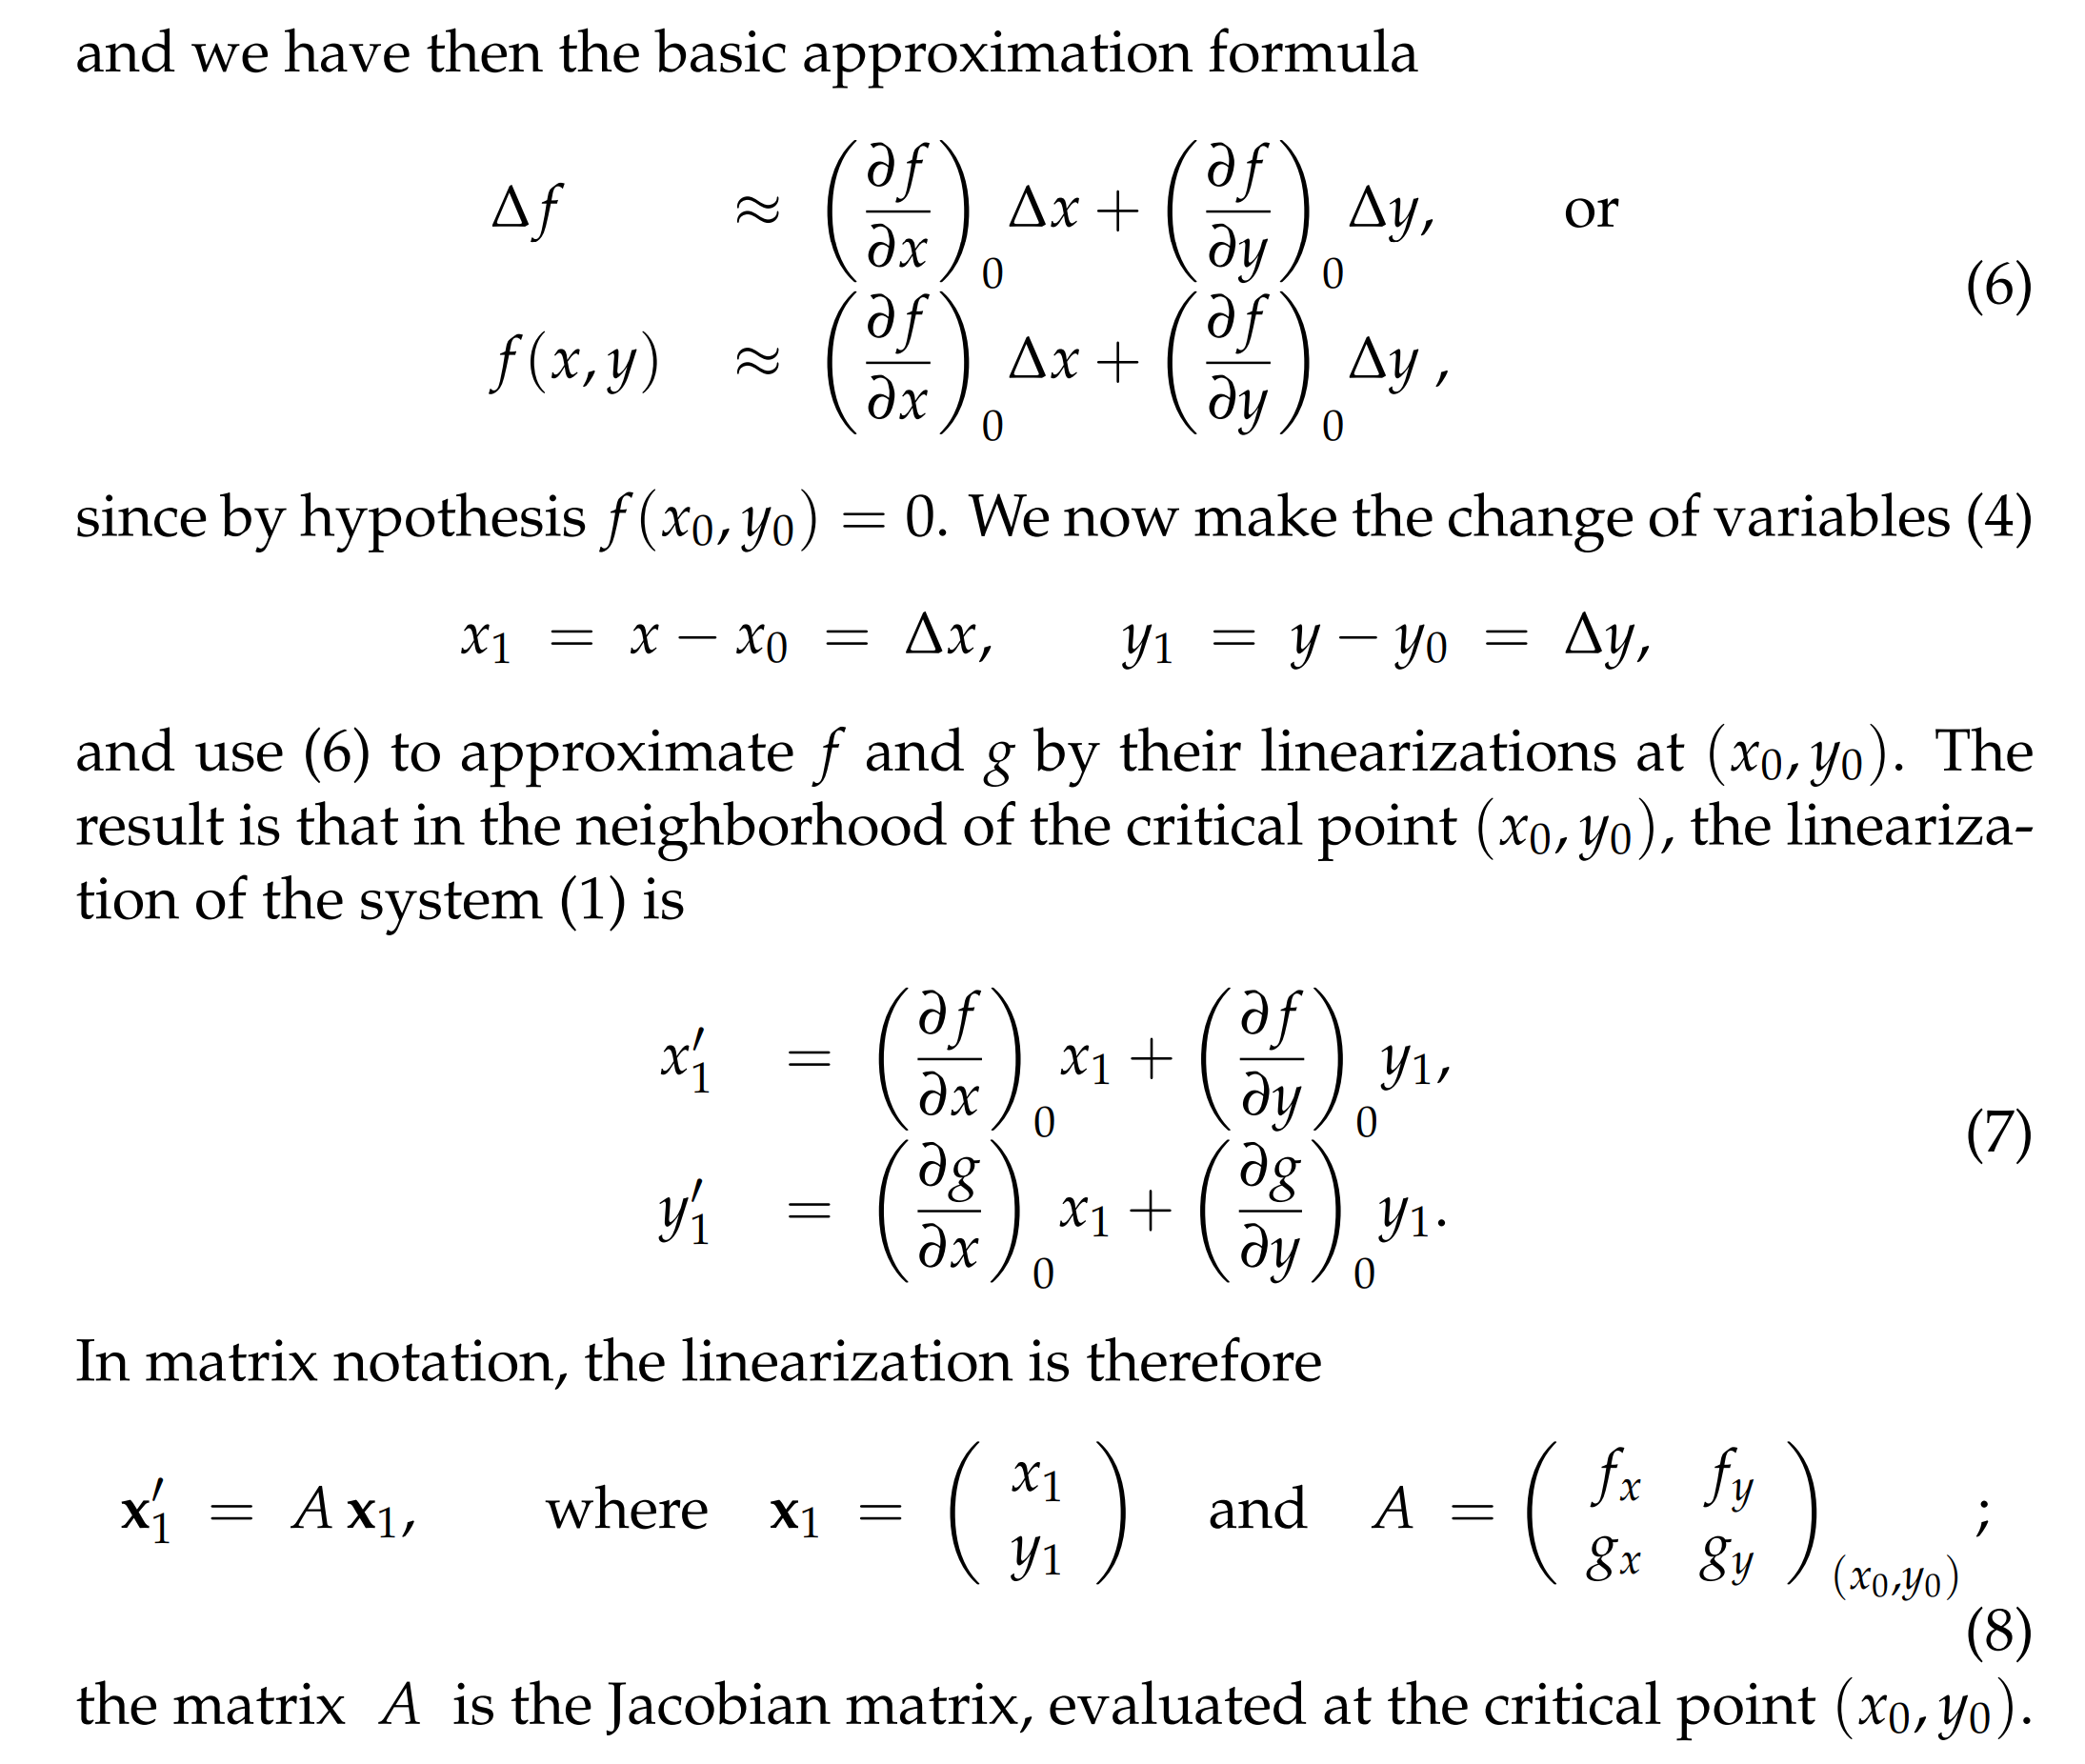 and we have then the basic approximation formula
$\Delta f \approx \left(\frac{\partial f}{\partial x}\right)_0 \Delta x + \left(\frac{\partial f}{\partial y}\right)_0 \Delta y, \quad \text{or}$
(6)
$f(x, y) \approx \left(\frac{\partial f}{\partial x}\right)_0 \Delta x + \left(\frac{\partial f}{\partial y}\right)_0 \Delta y ,$
since by hypothesis $f(x_0, y_0) = 0$. We now make the change of variables (4)
$x_1 = x - x_0 = \Delta x, \quad y_1 = y - y_0 = \Delta y,$
and use (6) to approximate $f$ and $g$ by their linearizations at $(x_0, y_0)$. The
result is that in the neighborhood of the critical point $(x_0, y_0)$, the lineariza-
tion of the system (1) is
$x_1' = \left(\frac{\partial f}{\partial x}\right)_0 x_1 + \left(\frac{\partial f}{\partial y}\right)_0 y_1,$
(7)
$y_1' = \left(\frac{\partial g}{\partial x}\right)_0 x_1 + \left(\frac{\partial g}{\partial y}\right)_0 y_1.$
In matrix notation, the linearization is therefore
$\mathbf{x}_1' = A\,\mathbf{x}_1, \quad \text{where} \quad \mathbf{x}_1 = \begin{pmatrix} x_1 \\ y_1 \end{pmatrix} \quad \text{and} \quad A = \begin{pmatrix} f_x & f_y \\ g_x & g_y \end{pmatrix}_{(x_0,y_0)} ;$
(8)
the matrix $A$ is the Jacobian matrix, evaluated at the critical point $(x_0, y_0)$.